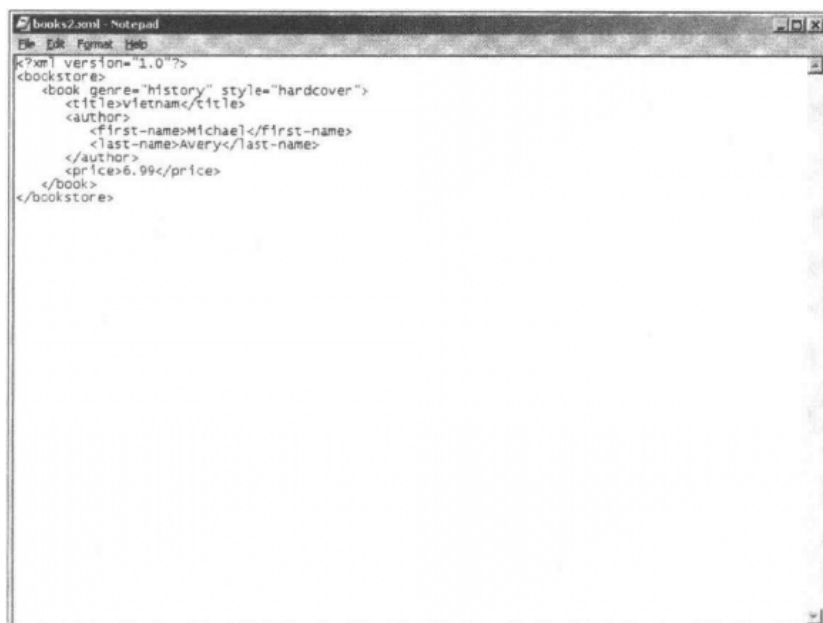 books2.xml - Notepad
File Edit Format Help
<?xml version="1.0"?>
<bookstore>
<book genre="history" style="hardcover">
<title>Vietnam</title>
<author>
<first-name>Michael</first-name>
<last-name>Avery</last-name>
</author>
<price>6.99</price>
</book>
</bookstore>